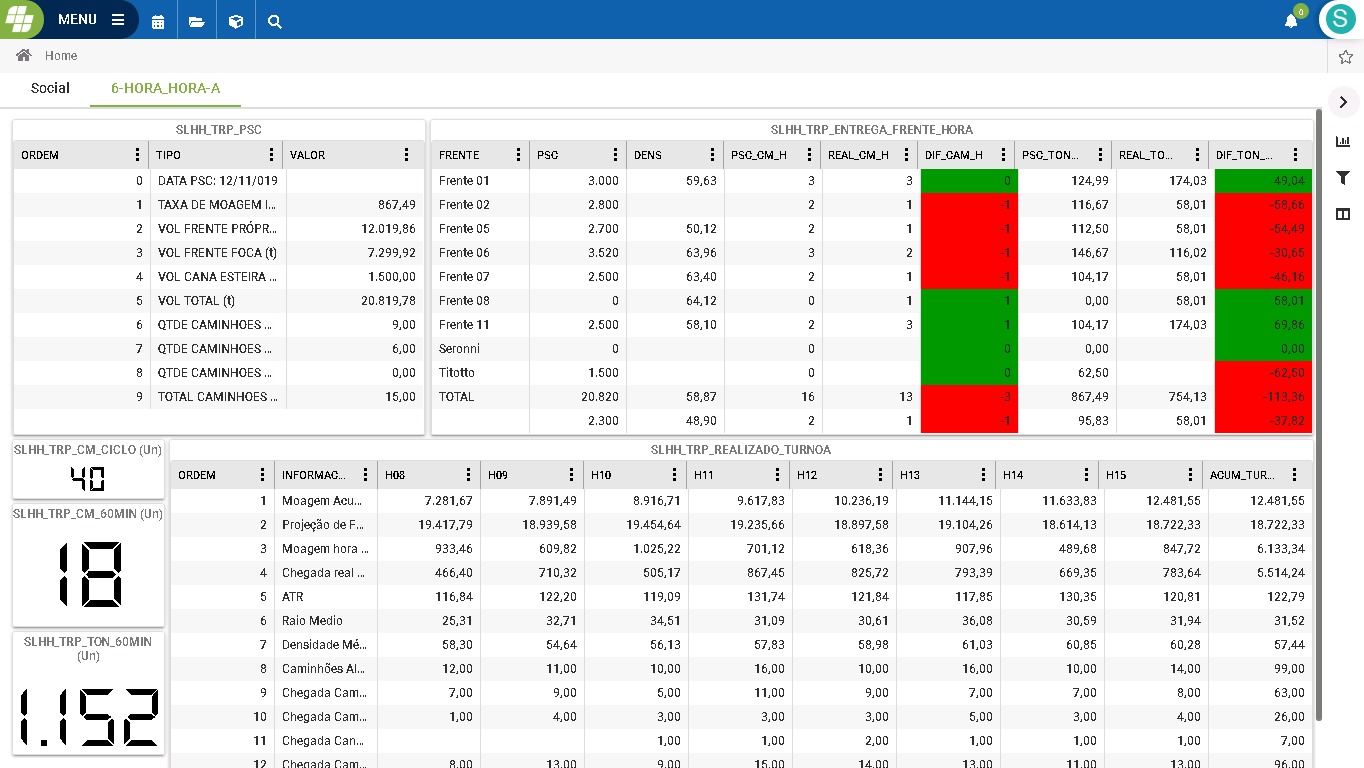 MENU
0
S
Home
Social 6-HORA_HORA-A
SLHH_TRP_PSC
ORDEM TIPO VALOR
0 DATA PSC: 12/11/019
1 TAXA DE MOAGEM I... 867,49
2 VOL FRENTE PRÓPR... 12.019,86
3 VOL FRENTE FOCA (t) 7.299,92
4 VOL CANA ESTEIRA ... 1.500,00
5 VOL TOTAL (t) 20.819,78
6 QTDE CAMINHOES ... 9,00
7 QTDE CAMINHOES ... 6,00
8 QTDE CAMINHOES ... 0,00
9 TOTAL CAMINHOES ... 15,00
SLHH_TRP_ENTREGA_FRENTE_HORA
FRENTE PSC DENS PSC_CM_H REAL_CM_H DIF_CAM_H PSC_TON... REAL_TO... DIF_TON_...
Frente 01 3.000 59,63 3 3 0 124,99 174,03 49,04
Frente 02 2.800 2 1 -1 116,67 58,01 -58,66
Frente 05 2.700 50,12 2 1 -1 112,50 58,01 -54,49
Frente 06 3.520 63,96 3 2 -1 146,67 116,02 -30,65
Frente 07 2.500 63,40 2 1 -1 104,17 58,01 -46,16
Frente 08 0 64,12 0 1 1 0,00 58,01 58,01
Frente 11 2.500 58,10 2 3 1 104,17 174,03 69,86
Seronni 0 0 0 0,00 0,00
Titotto 1.500 0 0 62,50 -62,50
TOTAL 20.820 58,87 16 13 -3 867,49 754,13 -113,36
2.300 48,90 2 1 -1 95,83 58,01 -37,82
SLHH_TRP_CM_CICLO (Un)
40
SLHH_TRP_CM_60MIN (Un)
18
SLHH_TRP_TON_60MIN
(Un)
1.152
SLHH_TRP_REALIZADO_TURNOA
ORDEM INFORMAC... H08 H09 H10 H11 H12 H13 H14 H15 ACUM_TUR...
1 Moagem Acu... 7.281,67 7.891,49 8.916,71 9.617,83 10.236,19 11.144,15 11.633,83 12.481,55 12.481,55
2 Projeção de F... 19.417,79 18.939,58 19.454,64 19.235,66 18.897,58 19.104,26 18.614,13 18.722,33 18.722,33
3 Moagem hora ... 933,46 609,82 1.025,22 701,12 618,36 907,96 489,68 847,72 6.133,34
4 Chegada real ... 466,40 710,32 505,17 867,45 825,72 793,39 669,35 783,64 5.514,24
5 ATR 116,84 122,20 119,09 131,74 121,84 117,85 130,35 120,81 122,79
6 Raio Medio 25,31 32,71 34,51 31,09 30,61 36,08 30,59 31,94 31,52
7 Densidade Mé... 58,30 54,64 56,13 57,83 58,98 61,03 60,85 60,28 57,44
8 Caminhões Al... 12,00 11,00 10,00 16,00 10,00 16,00 10,00 14,00 99,00
9 Chegada Cam... 7,00 9,00 5,00 11,00 9,00 7,00 7,00 8,00 63,00
10 Chegada Cam... 1,00 4,00 3,00 3,00 3,00 5,00 3,00 4,00 26,00
11 Chegada Can... 1,00 1,00 2,00 1,00 1,00 1,00 7,00
12 Chegada Cam... 8,00 13,00 9,00 15,00 14,00 13,00 11,00 13,00 96,00